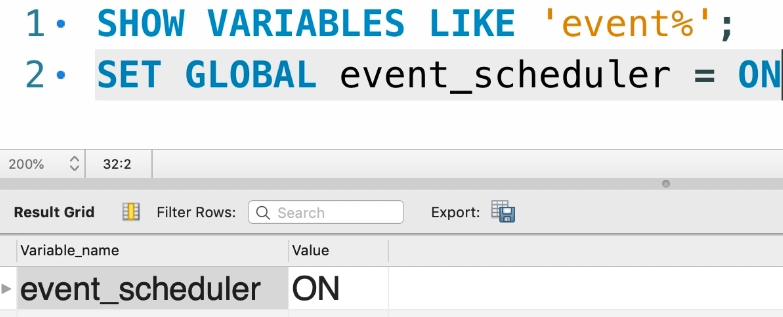 1 SHOW VARIABLES LIKE 'event%';
2 SET GLOBAL event_scheduler = ON
200% 32:2
Result Grid Filter Rows: Search Export:
Variable_name Value
event_scheduler ON